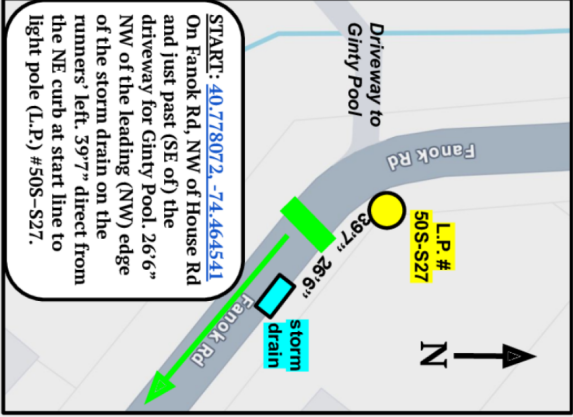 START: 40.778072, -74.464541
On Fanok Rd, NW of House Rd
and just past (SE of) the
driveway for Ginty Pool. 26'6"
NW of the leading (NW) edge
of the storm drain on the
runners' left. 39'7" direct from
the NE curb at start line to
light pole (L.P.) #50S-S27.
Driveway to
Ginty Pool
Fanok Rd
L.P. #
50S-S27
39'7"
26'6"
storm
drain
Fanok Rd
N